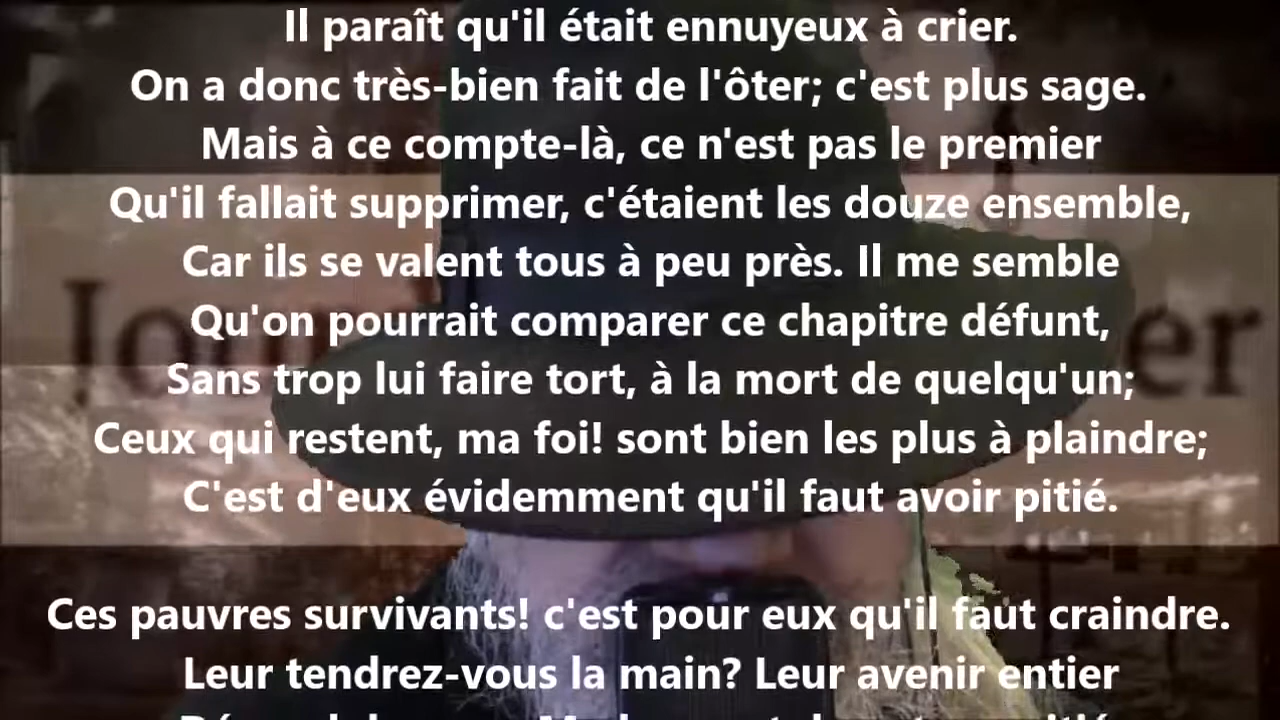 Il paraît qu'il était ennuyeux à crier.
On a donc très-bien fait de l'ôter; c'est plus sage.
Mais à ce compte-là, ce n'est pas le premier
Qu'il fallait supprimer, c'étaient les douze ensemble,
Car ils se valent tous à peu près. Il me semble
Qu'on pourrait comparer ce chapitre défunt,
Sans trop lui faire tort, à la mort de quelqu'un;
Ceux qui restent, ma foi! sont bien les plus à plaindre;
C'est d'eux évidemment qu'il faut avoir pitié.
Ces pauvres survivants! c'est pour eux qu'il faut craindre.
Leur tendrez-vous la main? Leur avenir entier